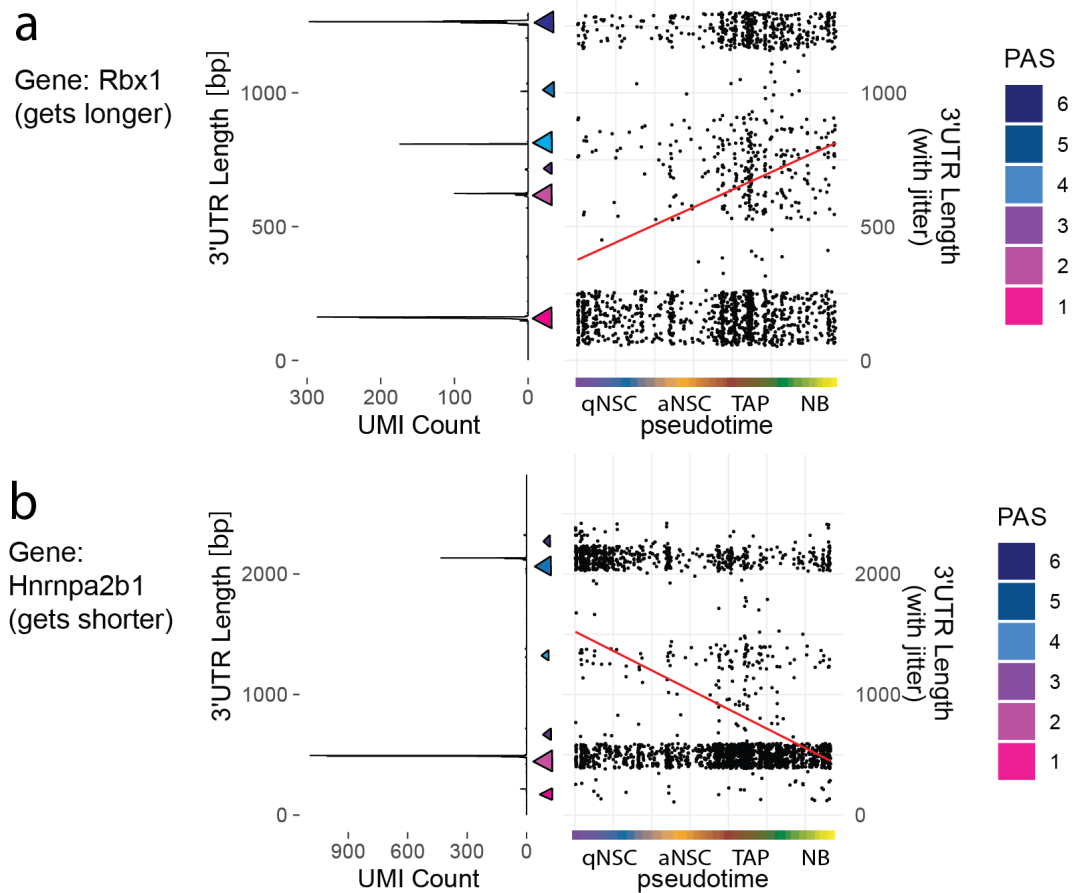 a
Gene: Rbx1
(gets longer)
3'UTR Length [bp]
1000
500
0
300 200 100 0
UMI Count
1000
500
0
3'UTR Length
(with jitter)
qNSC aNSC TAP NB
pseudotime
PAS
6
5
4
3
2
1
b
Gene:
Hnrnpa2b1
(gets shorter)
3'UTR Length [bp]
2000
1000
0
900 600 300 0
UMI Count
2000
1000
0
3'UTR Length
(with jitter)
qNSC aNSC TAP NB
pseudotime
PAS
6
5
4
3
2
1